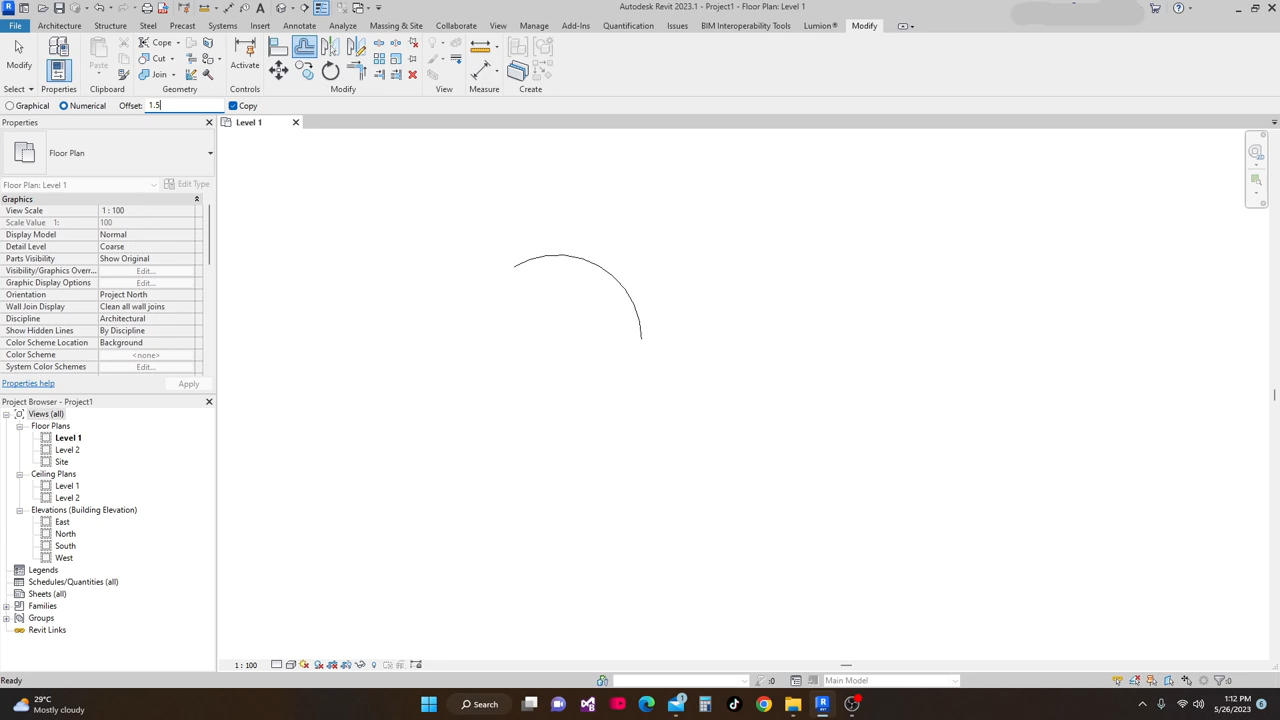 Autodesk Revit 2023.1 - Project1 - Floor Plan: Level 1
File Architecture Structure Steel Precast Systems Insert Annotate Analyze Massing & Site Collaborate View Manage Add-Ins Quantification Issues BIM Interoperability Tools Lumion® Modify
Cope
Cut
Join
Modify
Paste
Activate
Select Properties Clipboard Geometry Modify View Measure Create
Graphical Numerical Offset: 1.5 Copy
Properties
Level 1
Floor Plan
Floor Plan: Level 1 Edit Type
Graphics
View Scale 1 : 100
Scale Value 1: 100
Display Model Normal
Detail Level Coarse
Parts Visibility Show Original
Visibility/Graphics Overr... Edit...
Graphic Display Options Edit...
Orientation Project North
Wall Join Display Clean all wall joins
Discipline Architectural
Show Hidden Lines By Discipline
Color Scheme Location Background
Color Scheme <none>
System Color Schemes Edit...
Properties help Apply
Project Browser - Project1
Views (all)
Floor Plans
Level 1
Level 2
Site
Ceiling Plans
Level 1
Level 2
Elevations (Building Elevation)
East
North
South
West
Legends
Schedules/Quantities (all)
Sheets (all)
Families
Groups
Revit Links
1 : 100
Ready :0 Main Model :0
29°C
Mostly cloudy
Search
1
1:12 PM
5/26/2023